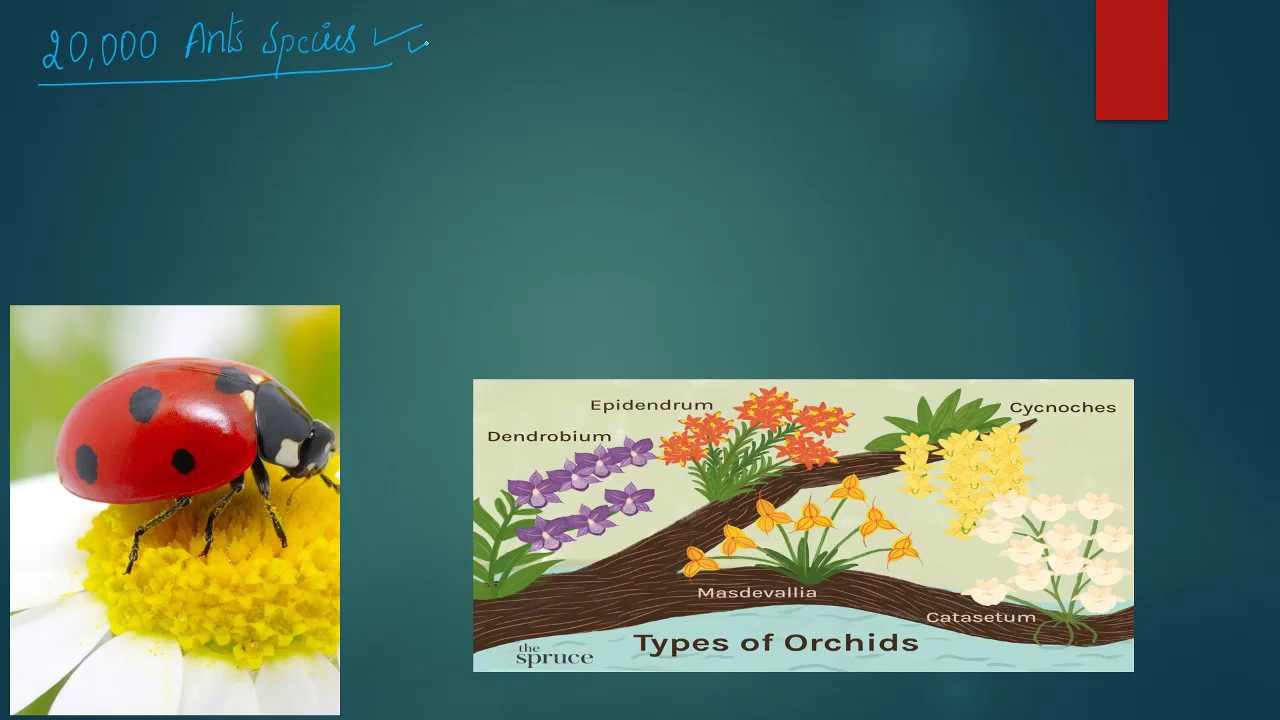 20,000 Ants Species
Epidendrum
Cycnoches
Dendrobium
Masdevallia
Catasetum
Types of Orchids
the
spruce